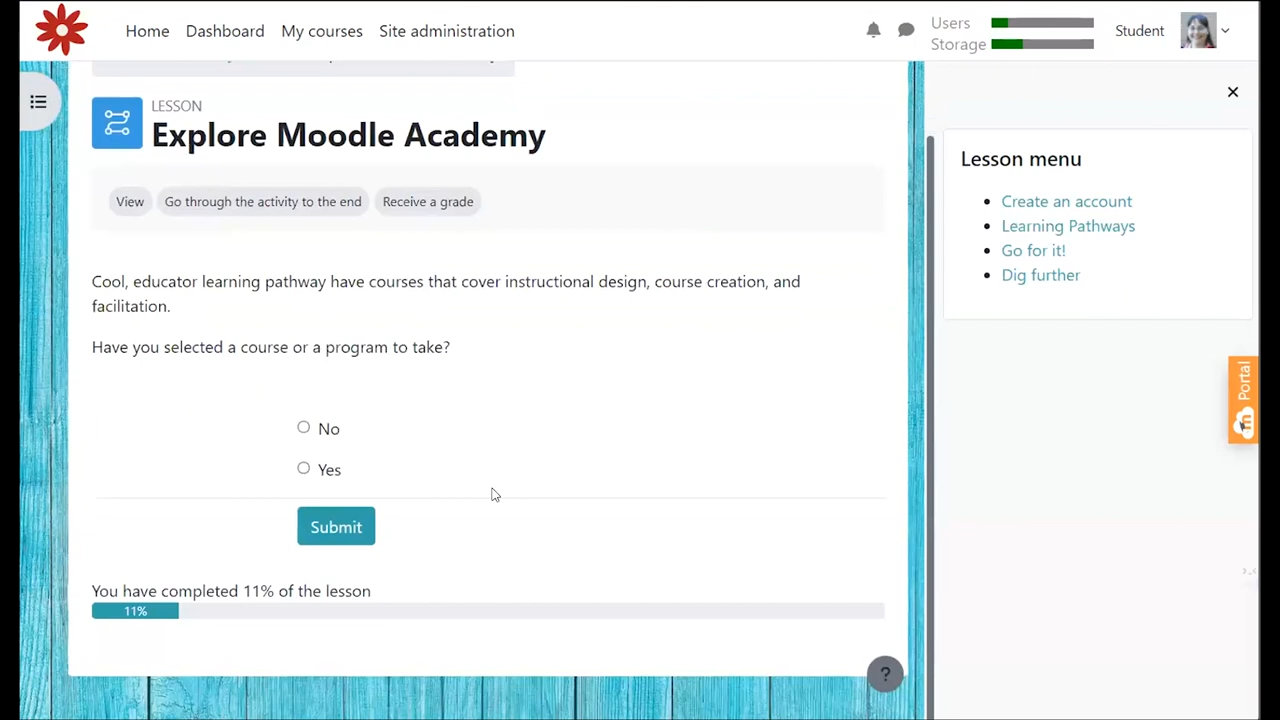 Home Dashboard My courses Site administration
Users
Storage
Student
LESSON
Explore Moodle Academy
View Go through the activity to the end Receive a grade
Cool, educator learning pathway have courses that cover instructional design, course creation, and
facilitation.
Have you selected a course or a program to take?
No
Yes
Submit
You have completed 11% of the lesson
11%
Lesson menu
Create an account
Learning Pathways
Go for it!
Dig further
Portal
m
?